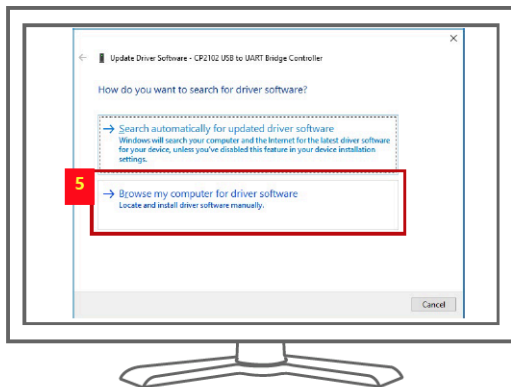 Update Driver Software - CP2102 USB to UART Bridge Controller
How do you want to search for driver software?
Search automatically for updated driver software
Windows will search your computer and the Internet for the latest driver software
for your device, unless you've disabled this feature in your device installation
settings.
5
Browse my computer for driver software
Locate and install driver software manually.
Cancel